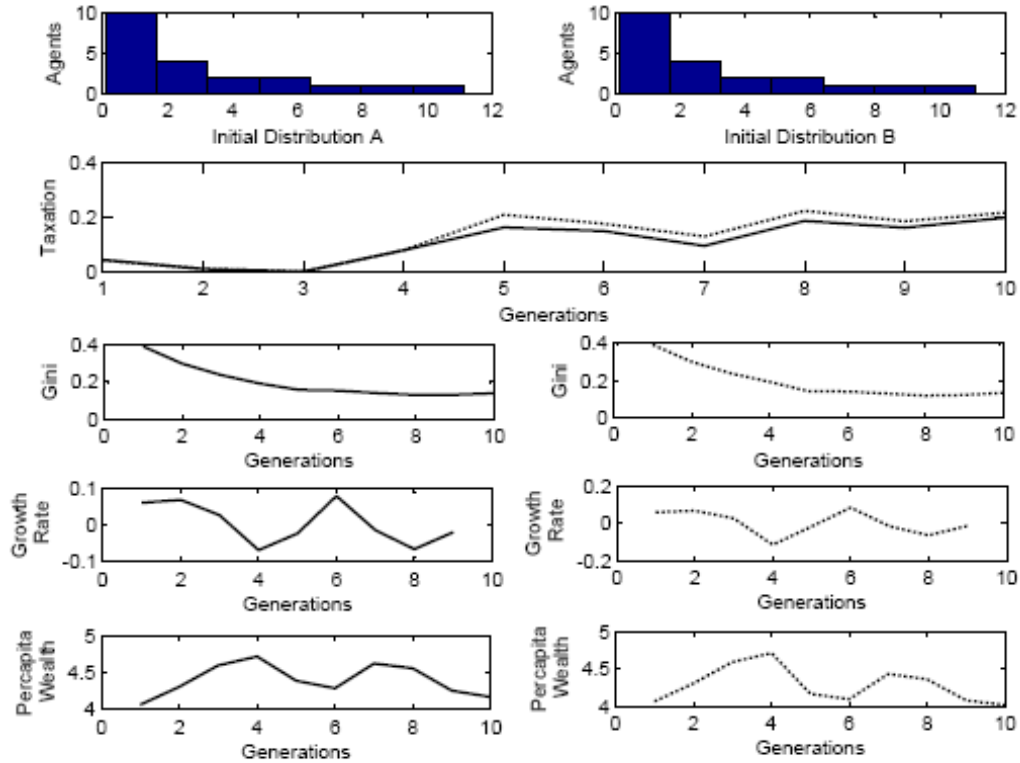 10
5
0
Agents
0 2 4 6 8 10 12
Initial Distribution A
10
5
0
Agents
0 2 4 6 8 10 12
Initial Distribution B
0.4
0.2
0
Taxation
1 2 3 4 5 6 7 8 9 10
Generations
0.4
0.2
0
Gini
0 2 4 6 8 10
Generations
0.4
0.2
0
Gini
0 2 4 6 8 10
Generations
0.1
0
-0.1
Growth
Rate
0 2 4 6 8 10
Generations
0.2
0
-0.2
Growth
Rate
0 2 4 6 8 10
Generations
5
4.5
4
Percapita
Wealth
0 2 4 6 8 10
Generations
5
4.5
4
Percapita
Wealth
0 2 4 6 8 10
Generations